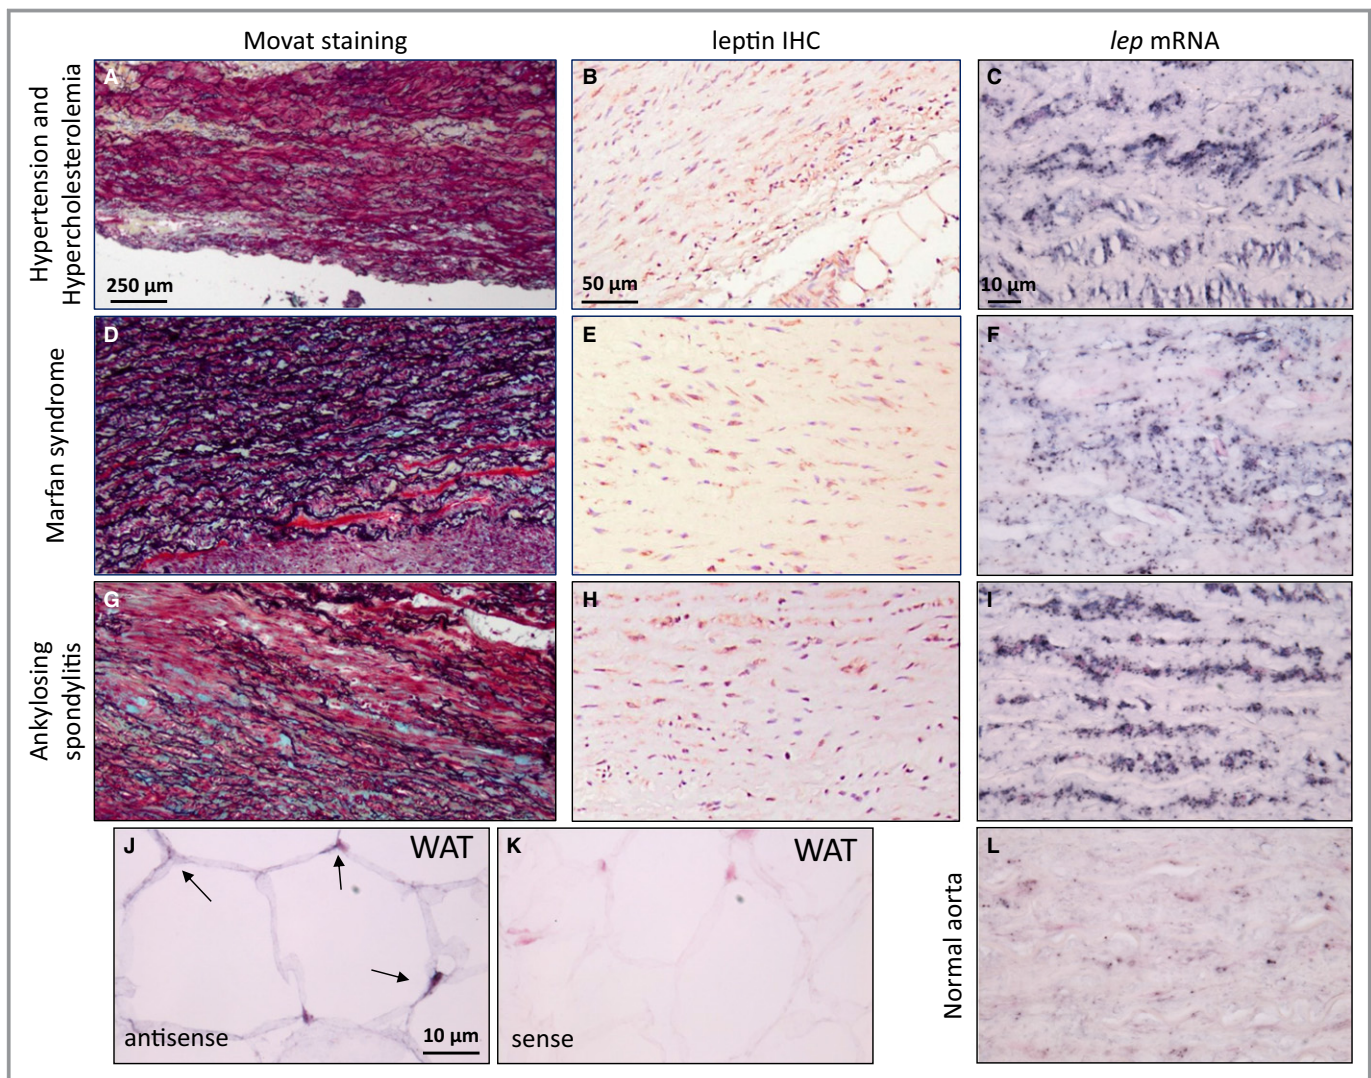 Movat staining
leptin IHC
lep mRNA
Hypertension and
Hypercholesterolemia
A
250 µm
B
50 µm
C
10 µm
Marfan syndrome
D
E
F
Ankylosing
spondylitis
G
H
I
J
WAT
antisense
10 µm
K
WAT
sense
Normal aorta
L